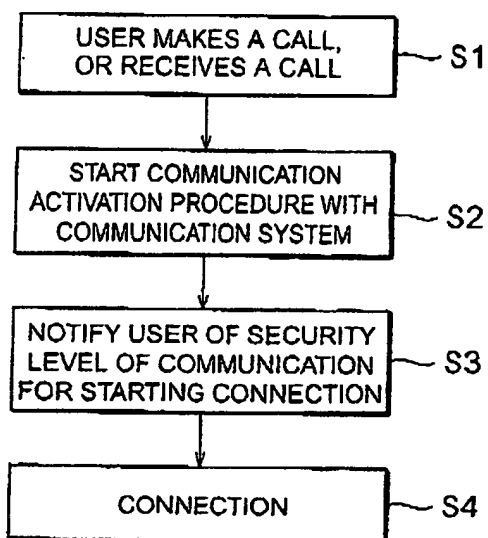 USER MAKES A CALL,
OR RECEIVES A CALL
S1
START COMMUNICATION
ACTIVATION PROCEDURE WITH
COMMUNICATION SYSTEM
S2
NOTIFY USER OF SECURITY
LEVEL OF COMMUNICATION
FOR STARTING CONNECTION
S3
CONNECTION
S4